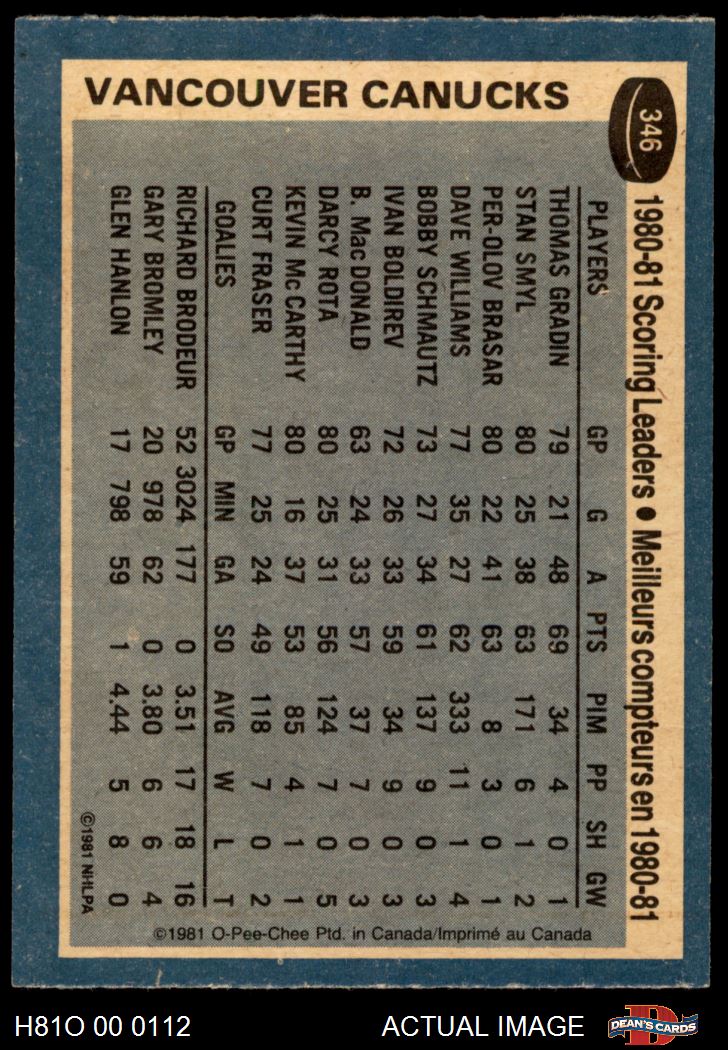 VANCOUVER CANUCKS
346
1980-81 Scoring Leaders • Meilleurs compteurs en 1980-81
PLAYERS GP G A PTS PIM PP SH GW
THOMAS GRADIN 79 21 48 69 34 4 0 1
STAN SMYL 80 25 38 63 171 6 1 2
PER-OLOV BRASAR 80 22 41 63 8 3 0 1
DAVE WILLIAMS 77 35 27 62 333 11 1 4
BOBBY SCHMAUTZ 73 27 34 61 137 9 0 3
IVAN BOLDIREV 72 26 33 59 34 9 0 3
B. MacDONALD 63 24 33 57 37 7 0 3
DARCY ROTA 80 25 31 56 124 7 0 5
KEVIN McCARTHY 80 16 37 53 85 4 1 1
CURT FRASER 77 25 24 49 118 7 0 2
GOALIES GP MIN GA SO AVG W L T
RICHARD BRODEUR 52 3024 177 0 3.51 17 18 16
GARY BROMLEY 20 978 62 0 3.80 6 6 4
GLEN HANLON 17 798 59 1 4.44 5 8 0
©1981 NHLPA
©1981 O-Pee-Chee Ptd. in Canada/Imprimé au Canada
H81O 00 0112
ACTUAL IMAGE
D
DEAN'S CARDS